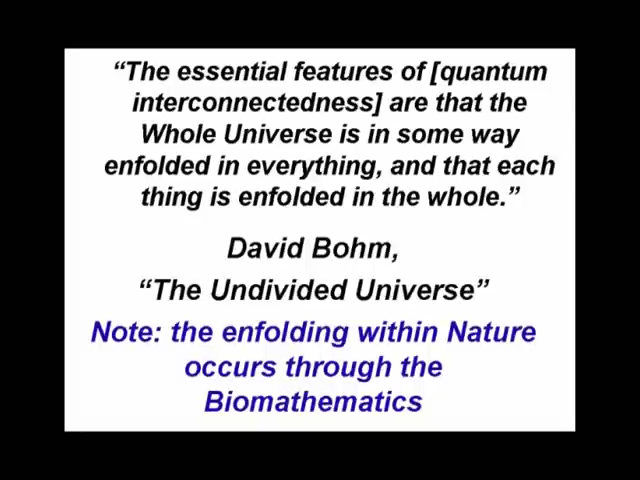 “The essential features of [quantum
interconnectedness] are that the
Whole Universe is in some way
enfolded in everything, and that each
thing is enfolded in the whole.”
David Bohm,
“The Undivided Universe”
Note: the enfolding within Nature
occurs through the
Biomathematics